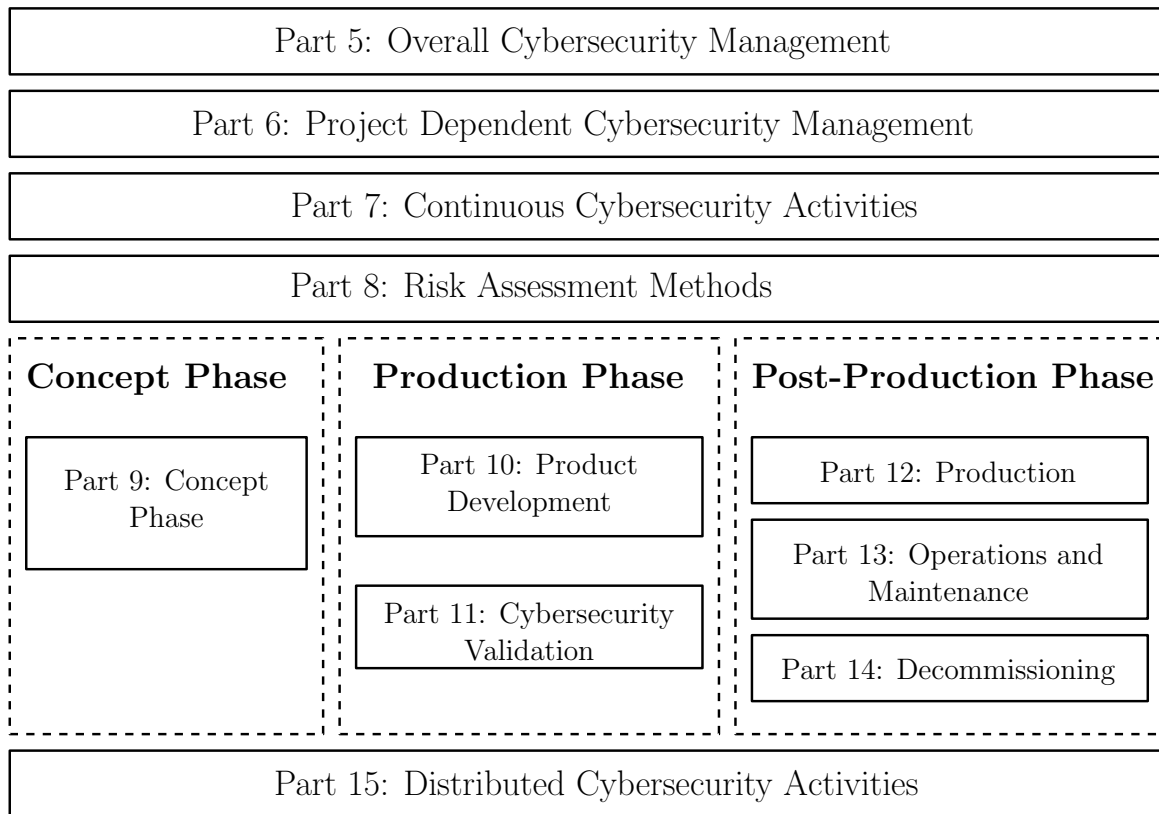 Part 5: Overall Cybersecurity Management
Part 6: Project Dependent Cybersecurity Management
Part 7: Continuous Cybersecurity Activities
Part 8: Risk Assessment Methods
Concept Phase
Part 9: Concept
Phase
Production Phase
Part 10: Product
Development
Part 11: Cybersecurity
Validation
Post-Production Phase
Part 12: Production
Part 13: Operations and
Maintenance
Part 14: Decommissioning
Part 15: Distributed Cybersecurity Activities